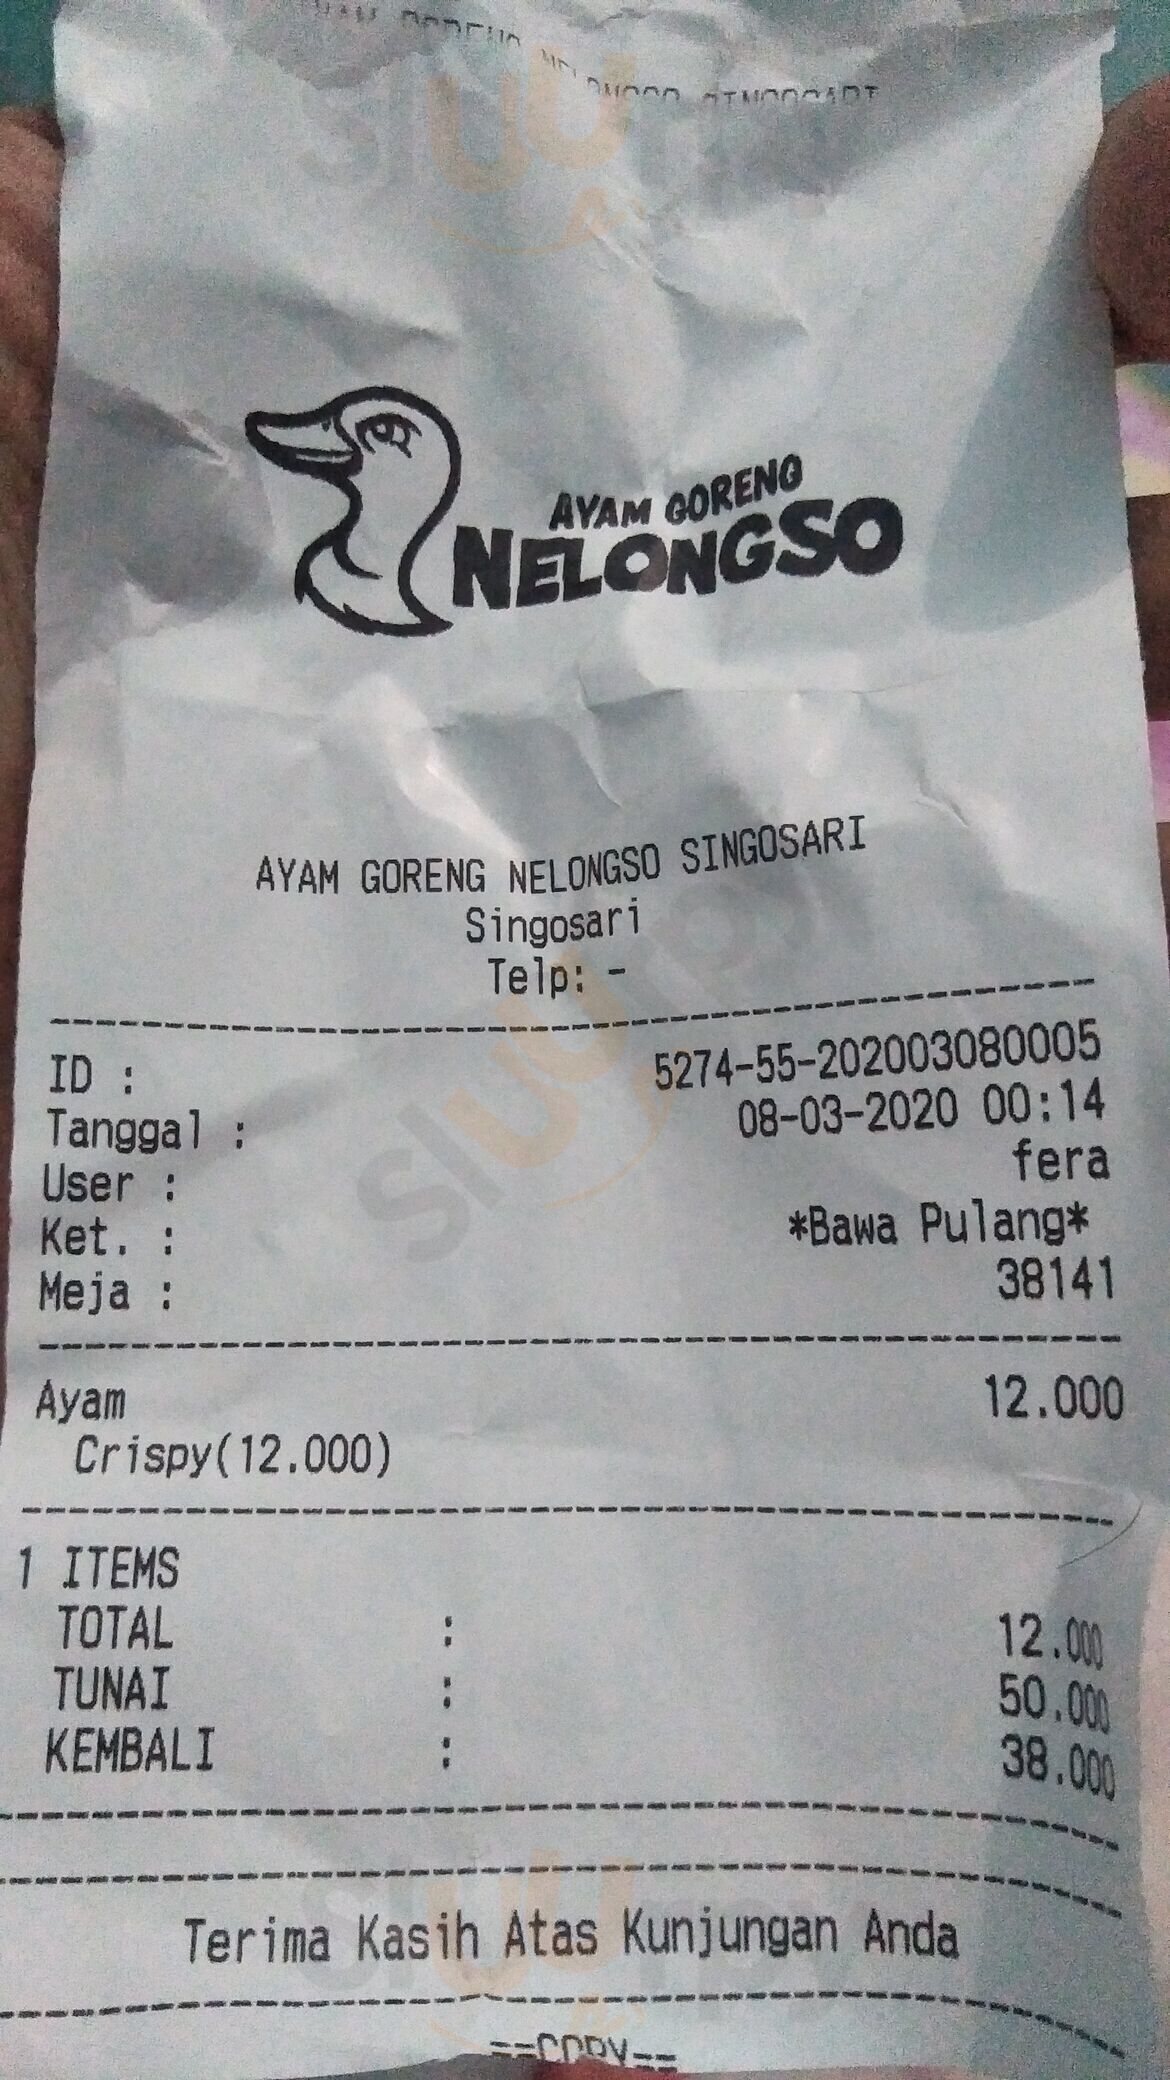 AYAM GORENG
NELONGSO
AYAM GORENG NELONGSO SINGOSARI
Singosari
Telp: -
ID : 5274-55-202003080005
Tanggal : 08-03-2020 00:14
User : fera
Ket. : *Bawa Pulang*
Meja : 38141
Ayam 12.000
Crispy(12.000)
1 ITEMS
TOTAL : 12.000
TUNAI : 50.000
KEMBALI : 38.000
Terima Kasih Atas Kunjungan Anda
==COPY==